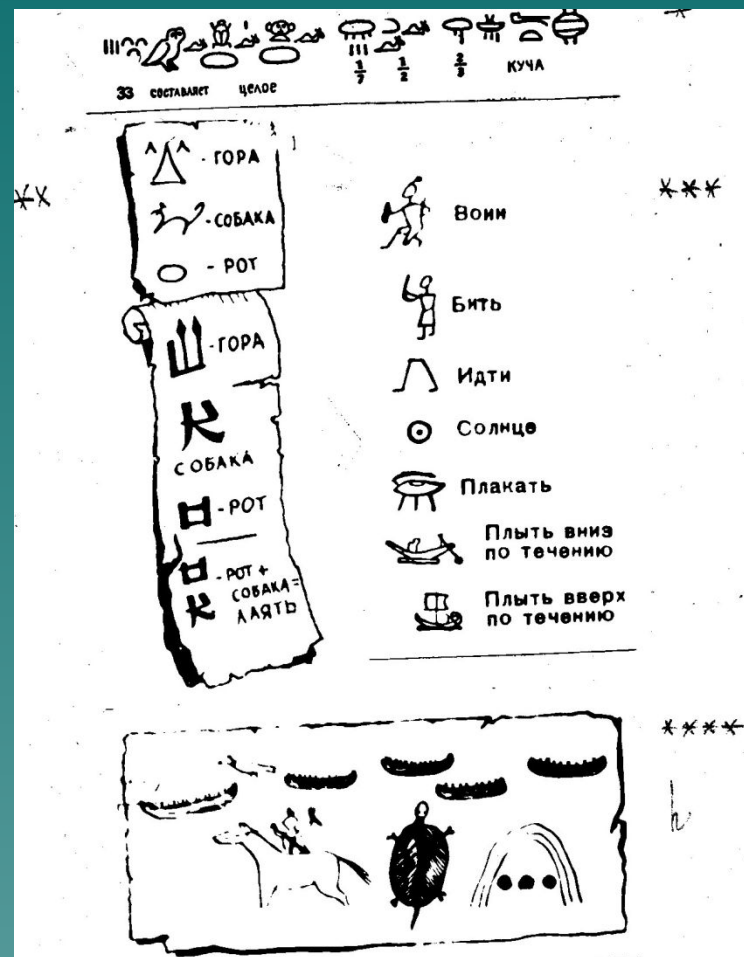 1/7 1/2 2/3 КУЧА
33 СОСТАВЛЯЕТ ЦЕЛОЕ
- ГОРА
- СОБАКА
- РОТ
- ГОРА
СОБАКА
- РОТ
- РОТ +
СОБАКА =
ЛАЯТЬ
***
Воин
Бить
Идти
Солнце
Плакать
Плыть вниз
по течению
Плыть вверх
по течению
****
h